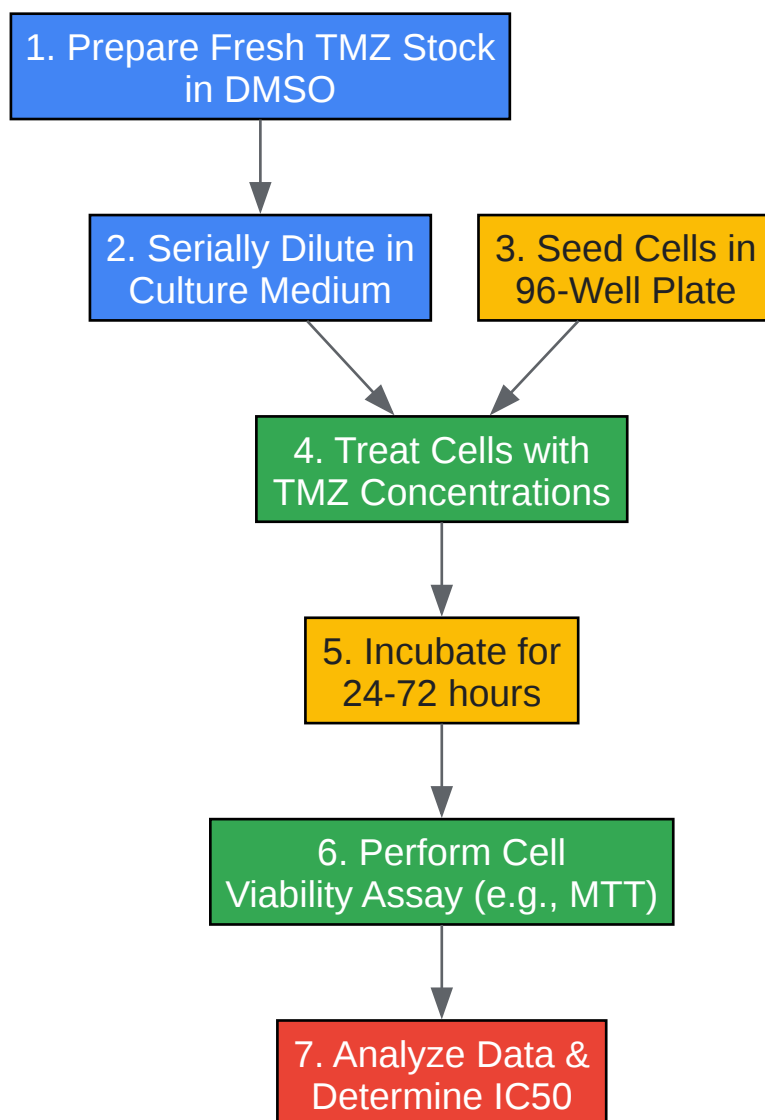 1. Prepare Fresh TMZ Stock
in DMSO
2. Serially Dilute in
Culture Medium
3. Seed Cells in
96-Well Plate
4. Treat Cells with
TMZ Concentrations
5. Incubate for
24-72 hours
6. Perform Cell
Viability Assay (e.g., MTT)
7. Analyze Data &
Determine IC50